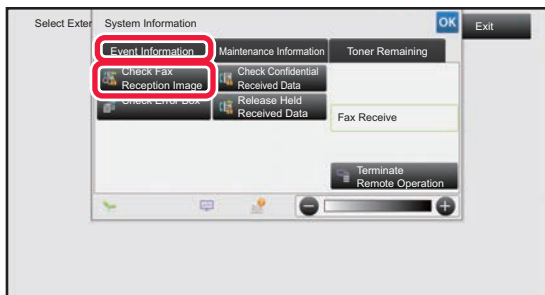 Select Exter
System Information
OK
Exit
Event Information
Maintenance Information
Toner Remaining
Check Fax
Reception Image
Check Confidential
Received Data
Check Error Box
Release Held
Received Data
Fax Receive
Terminate
Remote Operation